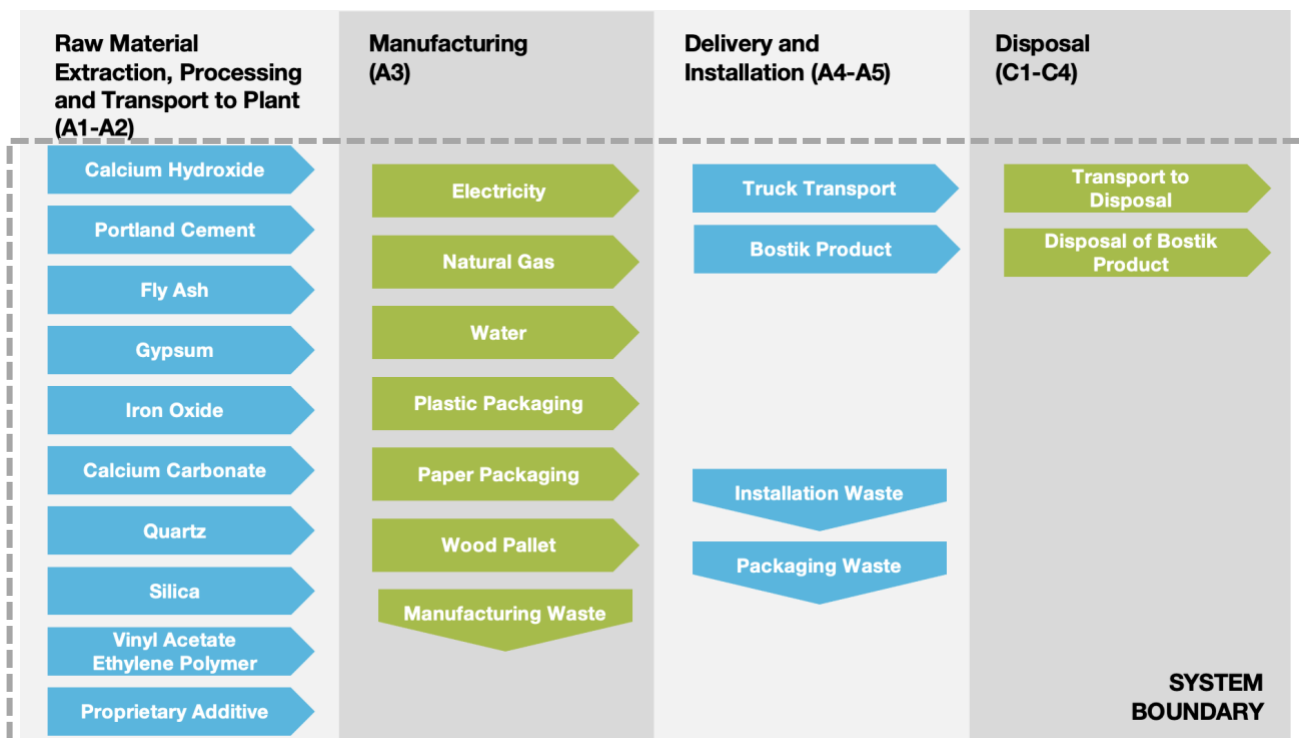 Raw Material
Extraction, Processing
and Transport to Plant
(A1-A2)
Calcium Hydroxide
Portland Cement
Fly Ash
Gypsum
Iron Oxide
Calcium Carbonate
Quartz
Silica
Vinyl Acetate
Ethylene Polymer
Proprietary Additive
Manufacturing
(A3)
Electricity
Natural Gas
Water
Plastic Packaging
Paper Packaging
Wood Pallet
Manufacturing Waste
Delivery and
Installation (A4-A5)
Truck Transport
Bostik Product
Installation Waste
Packaging Waste
Disposal
(C1-C4)
Transport to
Disposal
Disposal of Bostik
Product
SYSTEM
BOUNDARY